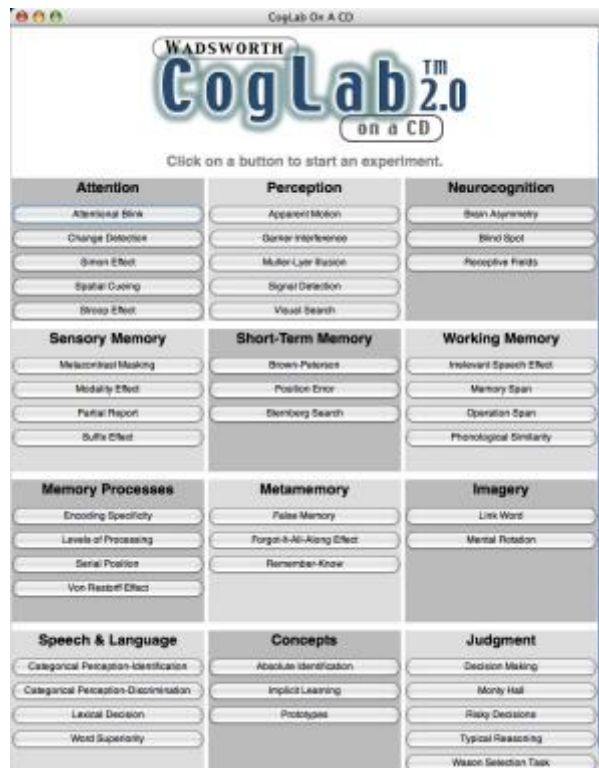 CogLab On A CD
WADSWORTH
CogLab™ 2.0
on a CD
Click on a button to start an experiment.
Attention
Attentional Blink
Change Detection
Simon Effect
Spatial Cueing
Stroop Effect
Perception
Apparent Motion
Garner Interference
Muller-Lyer Illusion
Signal Detection
Visual Search
Neurocognition
Brain Asymmetry
Blind Spot
Receptive Fields
Sensory Memory
Metacontrast Masking
Modality Effect
Partial Report
Suffix Effect
Short-Term Memory
Brown-Peterson
Position Error
Sternberg Search
Working Memory
Irrelevant Speech Effect
Memory Span
Operation Span
Phonological Similarity
Memory Processes
Encoding Specificity
Levels of Processing
Serial Position
Von Restorff Effect
Metamemory
False Memory
Forgot-It-All-Along Effect
Remember-Know
Imagery
Link Word
Mental Rotation
Speech & Language
Categorical Perception-Identification
Categorical Perception-Discrimination
Lexical Decision
Word Superiority
Concepts
Absolute Identification
Implicit Learning
Prototypes
Judgment
Decision Making
Monty Hall
Risky Decisions
Typical Reasoning
Wason Selection Task